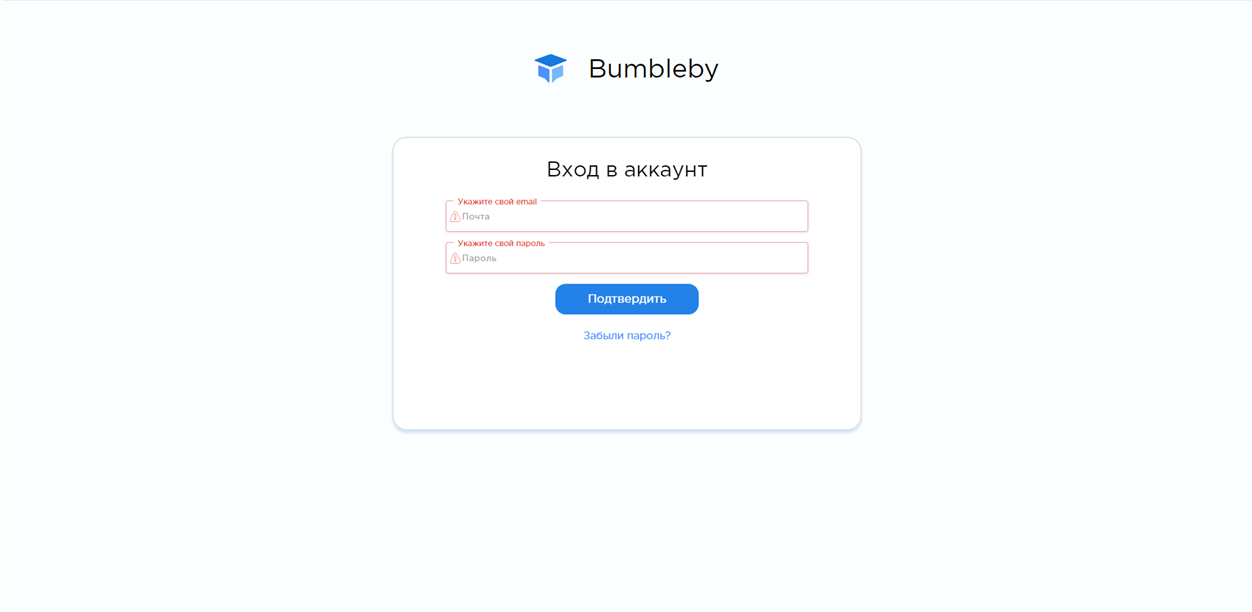 Bumbleby
Вход в аккаунт
Укажите свой email
Почта
Укажите свой пароль
Пароль
Подтвердить
Забыли пароль?